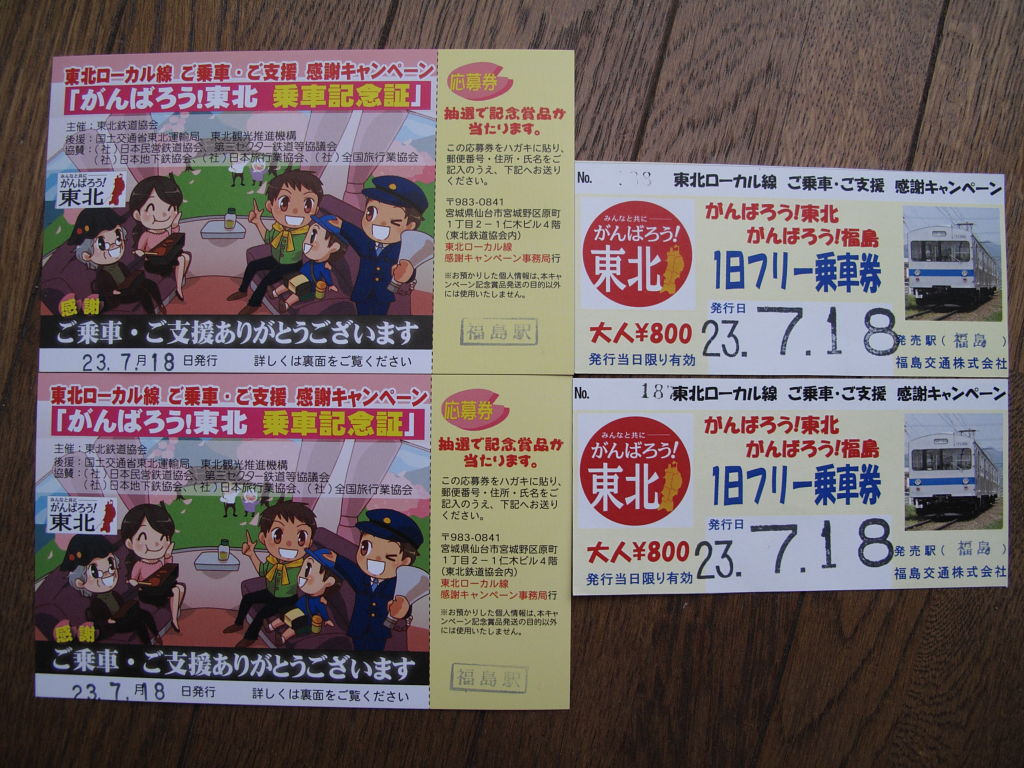 東北ローカル線 ご乗車・ご支援 感謝キャンペーン
「がんばろう!東北 乗車記念証」
主催：東北鉄道協会
後援：国土交通省東北運輸局、東北観光推進機構
協賛：（社）日本民営鉄道協会、第三セクター鉄道等協議会
（社）日本地下鉄協会、（社）日本旅行業協会、（社）全国旅行業協会
みんなと共に
がんばろう!
東北
感謝
ご乗車・ご支援ありがとうございます
23.7月18日発行 詳しくは裏面をご覧ください
応募券
抽選で記念賞品が
当たります。
この応募券をハガキに貼り、
郵便番号・住所・氏名をご
記入のうえ、下記へお送り
ください。
〒983-0841
宮城県仙台市宮城野区原町
1丁目2－1仁木ビル4階
(東北鉄道協会内)
東北ローカル線
感謝キャンペーン事務局行
※お預かりした個人情報は、本キャ
ンペーン記念賞品発送の目的以外
には使用いたしません。
福島駅
No. 東北ローカル線 ご乗車・ご支援 感謝キャンペーン
みんなと共に
がんばろう!
東北
がんばろう!東北
がんばろう!福島
1日フリー乗車券
発行日
大人¥800
23.7.18
発売駅（福島）
発行当日限り有効
福島交通株式会社
東北ローカル線 ご乗車・ご支援 感謝キャンペーン
「がんばろう!東北 乗車記念証」
主催：東北鉄道協会
後援：国土交通省東北運輸局、東北観光推進機構
協賛：（社）日本民営鉄道協会、第三セクター鉄道等協議会
（社）日本地下鉄協会、（社）日本旅行業協会、（社）全国旅行業協会
みんなと共に
がんばろう!
東北
感謝
ご乗車・ご支援ありがとうございます
23.7.月18日発行 詳しくは裏面をご覧ください
応募券
抽選で記念賞品が
当たります。
この応募券をハガキに貼り、
郵便番号・住所・氏名をご
記入のうえ、下記へお送り
ください。
〒983-0841
宮城県仙台市宮城野区原町
1丁目2－1仁木ビル4階
(東北鉄道協会内)
東北ローカル線
感謝キャンペーン事務局行
※お預かりした個人情報は、本キャ
ンペーン記念賞品発送の目的以外
には使用いたしません。
福島駅
No. 東北ローカル線 ご乗車・ご支援 感謝キャンペーン
みんなと共に
がんばろう!
東北
がんばろう!東北
がんばろう!福島
1日フリー乗車券
発行日
大人¥800
23.7.18
発売駅（福島）
発行当日限り有効
福島交通株式会社